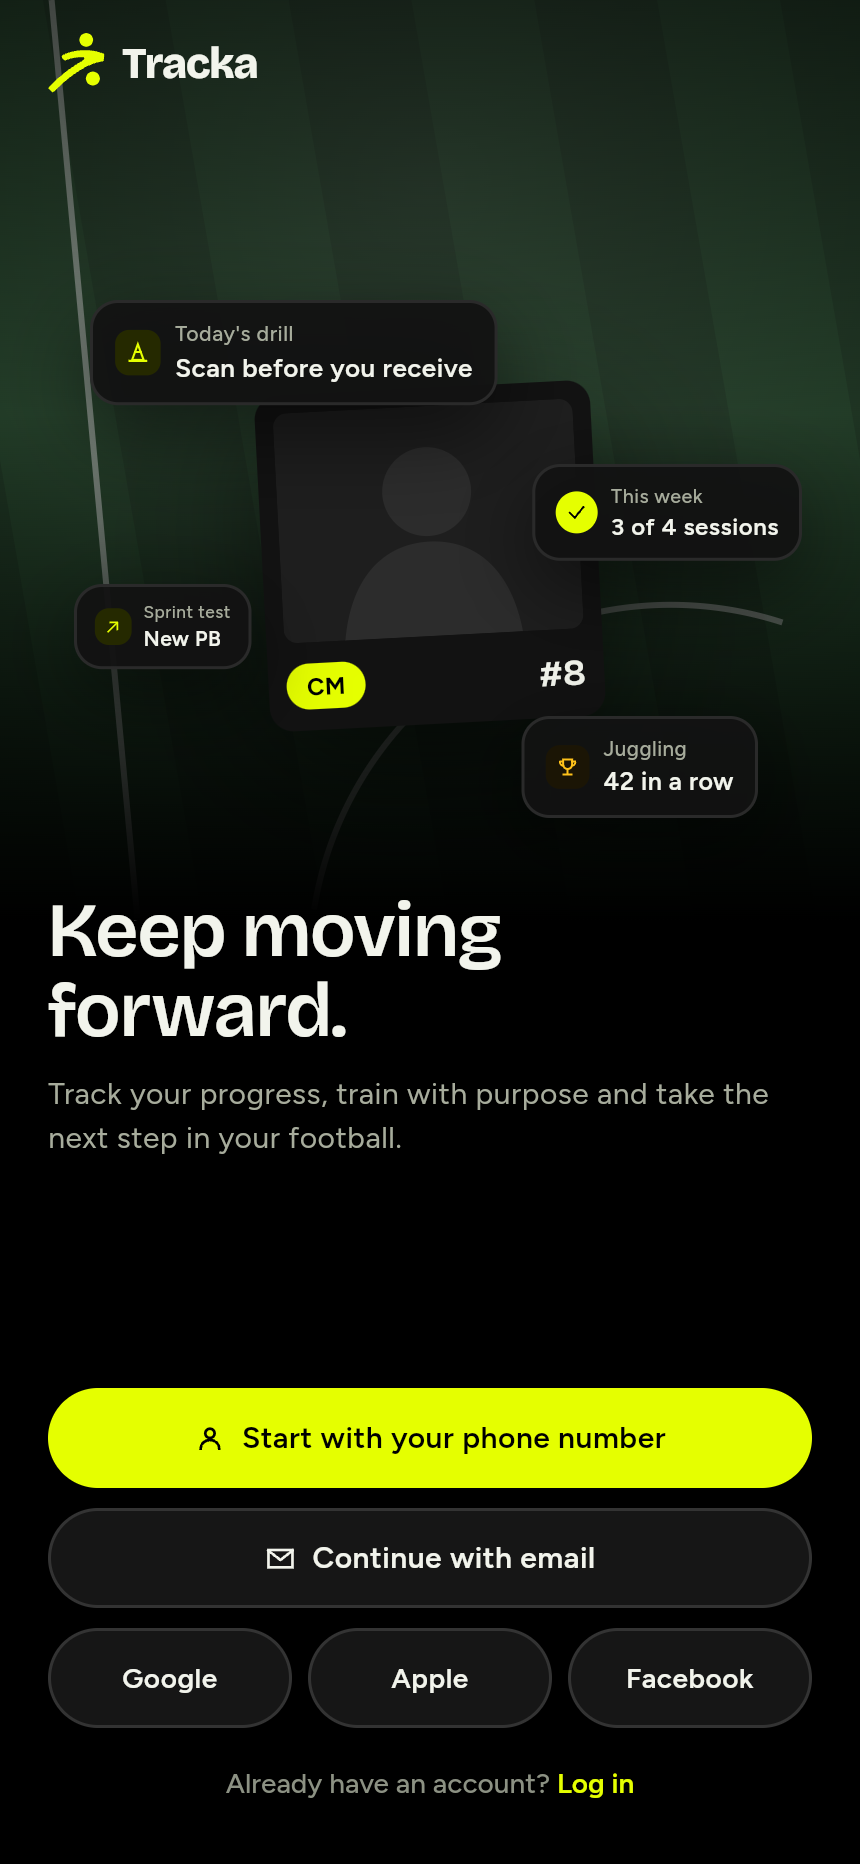 Tracka
Today's drill
Scan before you receive
This week
3 of 4 sessions
Sprint test
New PB
CM
#8
Juggling
42 in a row
Keep moving
forward.
Track your progress, train with purpose and take the
next step in your football.
Start with your phone number
Continue with email
Google
Apple
Facebook
Already have an account? Log in